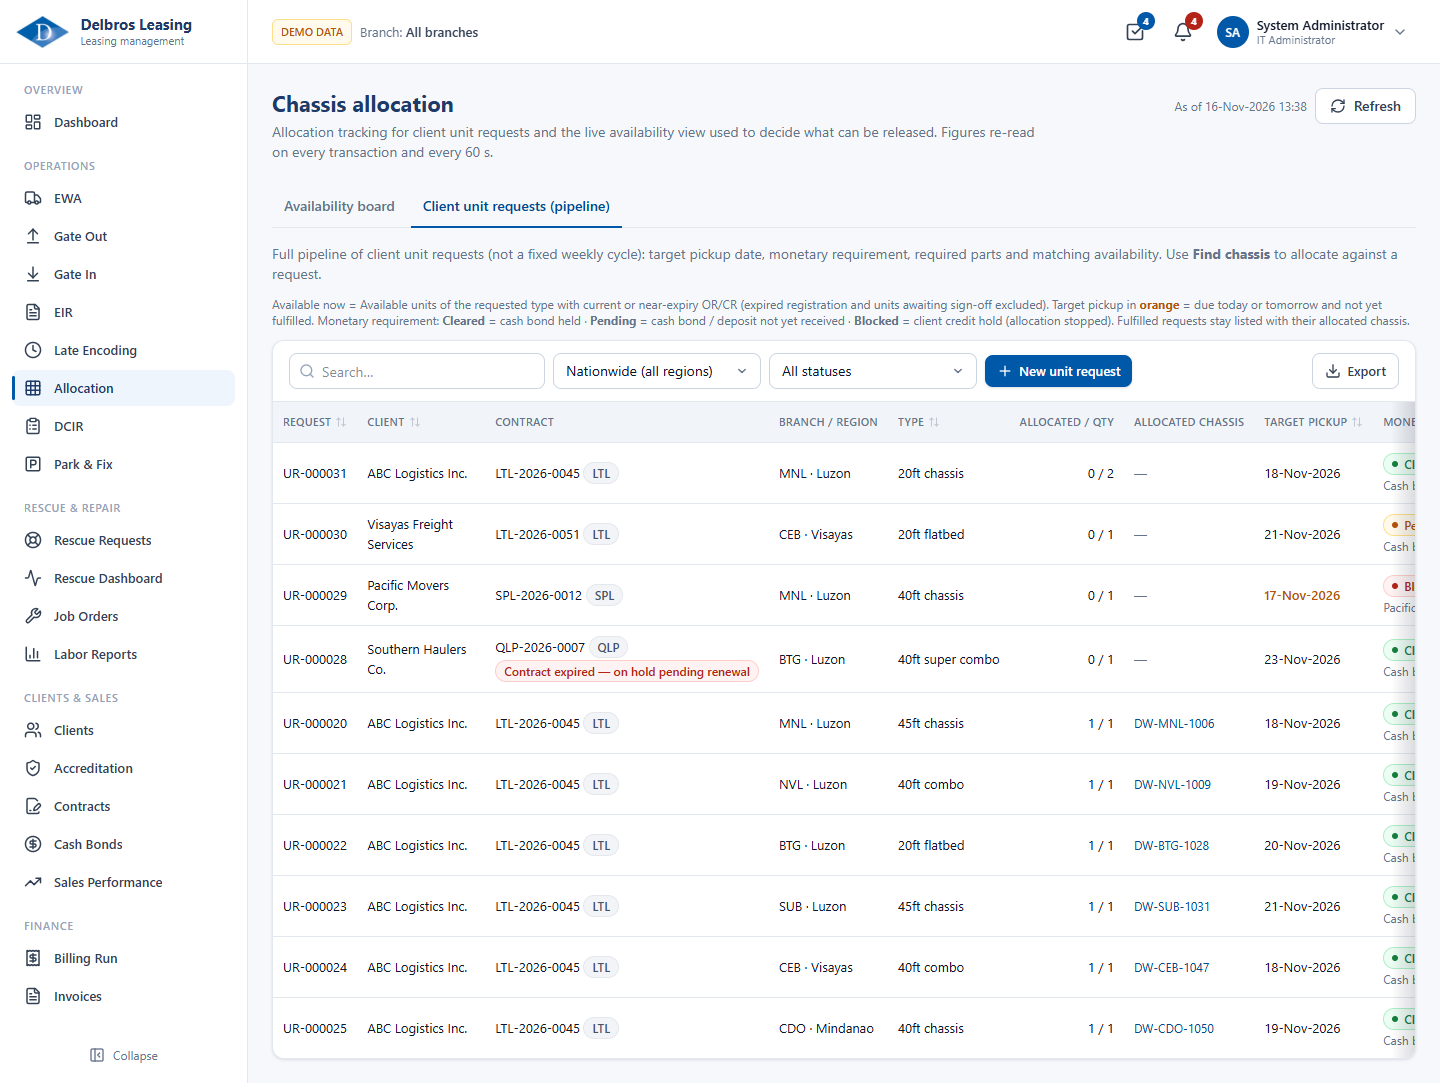 Delbros Leasing
Leasing management
DEMO DATA
Branch: All branches
4
4
SA
System Administrator
IT Administrator
OVERVIEW
Dashboard
OPERATIONS
EWA
Gate Out
Gate In
EIR
Late Encoding
Allocation
DCIR
Park & Fix
RESCUE & REPAIR
Rescue Requests
Rescue Dashboard
Job Orders
Labor Reports
CLIENTS & SALES
Clients
Accreditation
Contracts
Cash Bonds
Sales Performance
FINANCE
Billing Run
Invoices
Collapse
Chassis allocation
Allocation tracking for client unit requests and the live availability view used to decide what can be released. Figures re-read
on every transaction and every 60 s.
As of 16-Nov-2026 13:38
Refresh
Availability board
Client unit requests (pipeline)
Full pipeline of client unit requests (not a fixed weekly cycle): target pickup date, monetary requirement, required parts and matching availability. Use Find chassis to allocate against a
request.
Available now = Available units of the requested type with current or near-expiry OR/CR (expired registration and units awaiting sign-off excluded). Target pickup in orange = due today or tomorrow and not yet
fulfilled. Monetary requirement: Cleared = cash bond held · Pending = cash bond / deposit not yet received · Blocked = client credit hold (allocation stopped). Fulfilled requests stay listed with their allocated chassis.
Search...
Nationwide (all regions)
All statuses
New unit request
Export
REQUEST CLIENT CONTRACT BRANCH / REGION TYPE ALLOCATED / QTY ALLOCATED CHASSIS TARGET PICKUP MONE
UR-000031 ABC Logistics Inc. LTL-2026-0045 LTL MNL · Luzon 20ft chassis 0 / 2 — 18-Nov-2026 Cl
Cash b
UR-000030 Visayas Freight Services LTL-2026-0051 LTL CEB · Visayas 20ft flatbed 0 / 1 — 21-Nov-2026 Pe
Cash b
UR-000029 Pacific Movers Corp. SPL-2026-0012 SPL MNL · Luzon 40ft chassis 0 / 1 — 17-Nov-2026 Bl
Pacific
UR-000028 Southern Haulers Co. QLP-2026-0007 QLP Contract expired — on hold pending renewal BTG · Luzon 40ft super combo 0 / 1 — 23-Nov-2026 Cl
Cash b
UR-000020 ABC Logistics Inc. LTL-2026-0045 LTL MNL · Luzon 45ft chassis 1 / 1 DW-MNL-1006 18-Nov-2026 Cl
Cash b
UR-000021 ABC Logistics Inc. LTL-2026-0045 LTL NVL · Luzon 40ft combo 1 / 1 DW-NVL-1009 19-Nov-2026 Cl
Cash b
UR-000022 ABC Logistics Inc. LTL-2026-0045 LTL BTG · Luzon 20ft flatbed 1 / 1 DW-BTG-1028 20-Nov-2026 Cl
Cash b
UR-000023 ABC Logistics Inc. LTL-2026-0045 LTL SUB · Luzon 45ft chassis 1 / 1 DW-SUB-1031 21-Nov-2026 Cl
Cash b
UR-000024 ABC Logistics Inc. LTL-2026-0045 LTL CEB · Visayas 40ft combo 1 / 1 DW-CEB-1047 18-Nov-2026 Cl
Cash b
UR-000025 ABC Logistics Inc. LTL-2026-0045 LTL CDO · Mindanao 40ft chassis 1 / 1 DW-CDO-1050 19-Nov-2026 Cl
Cash b